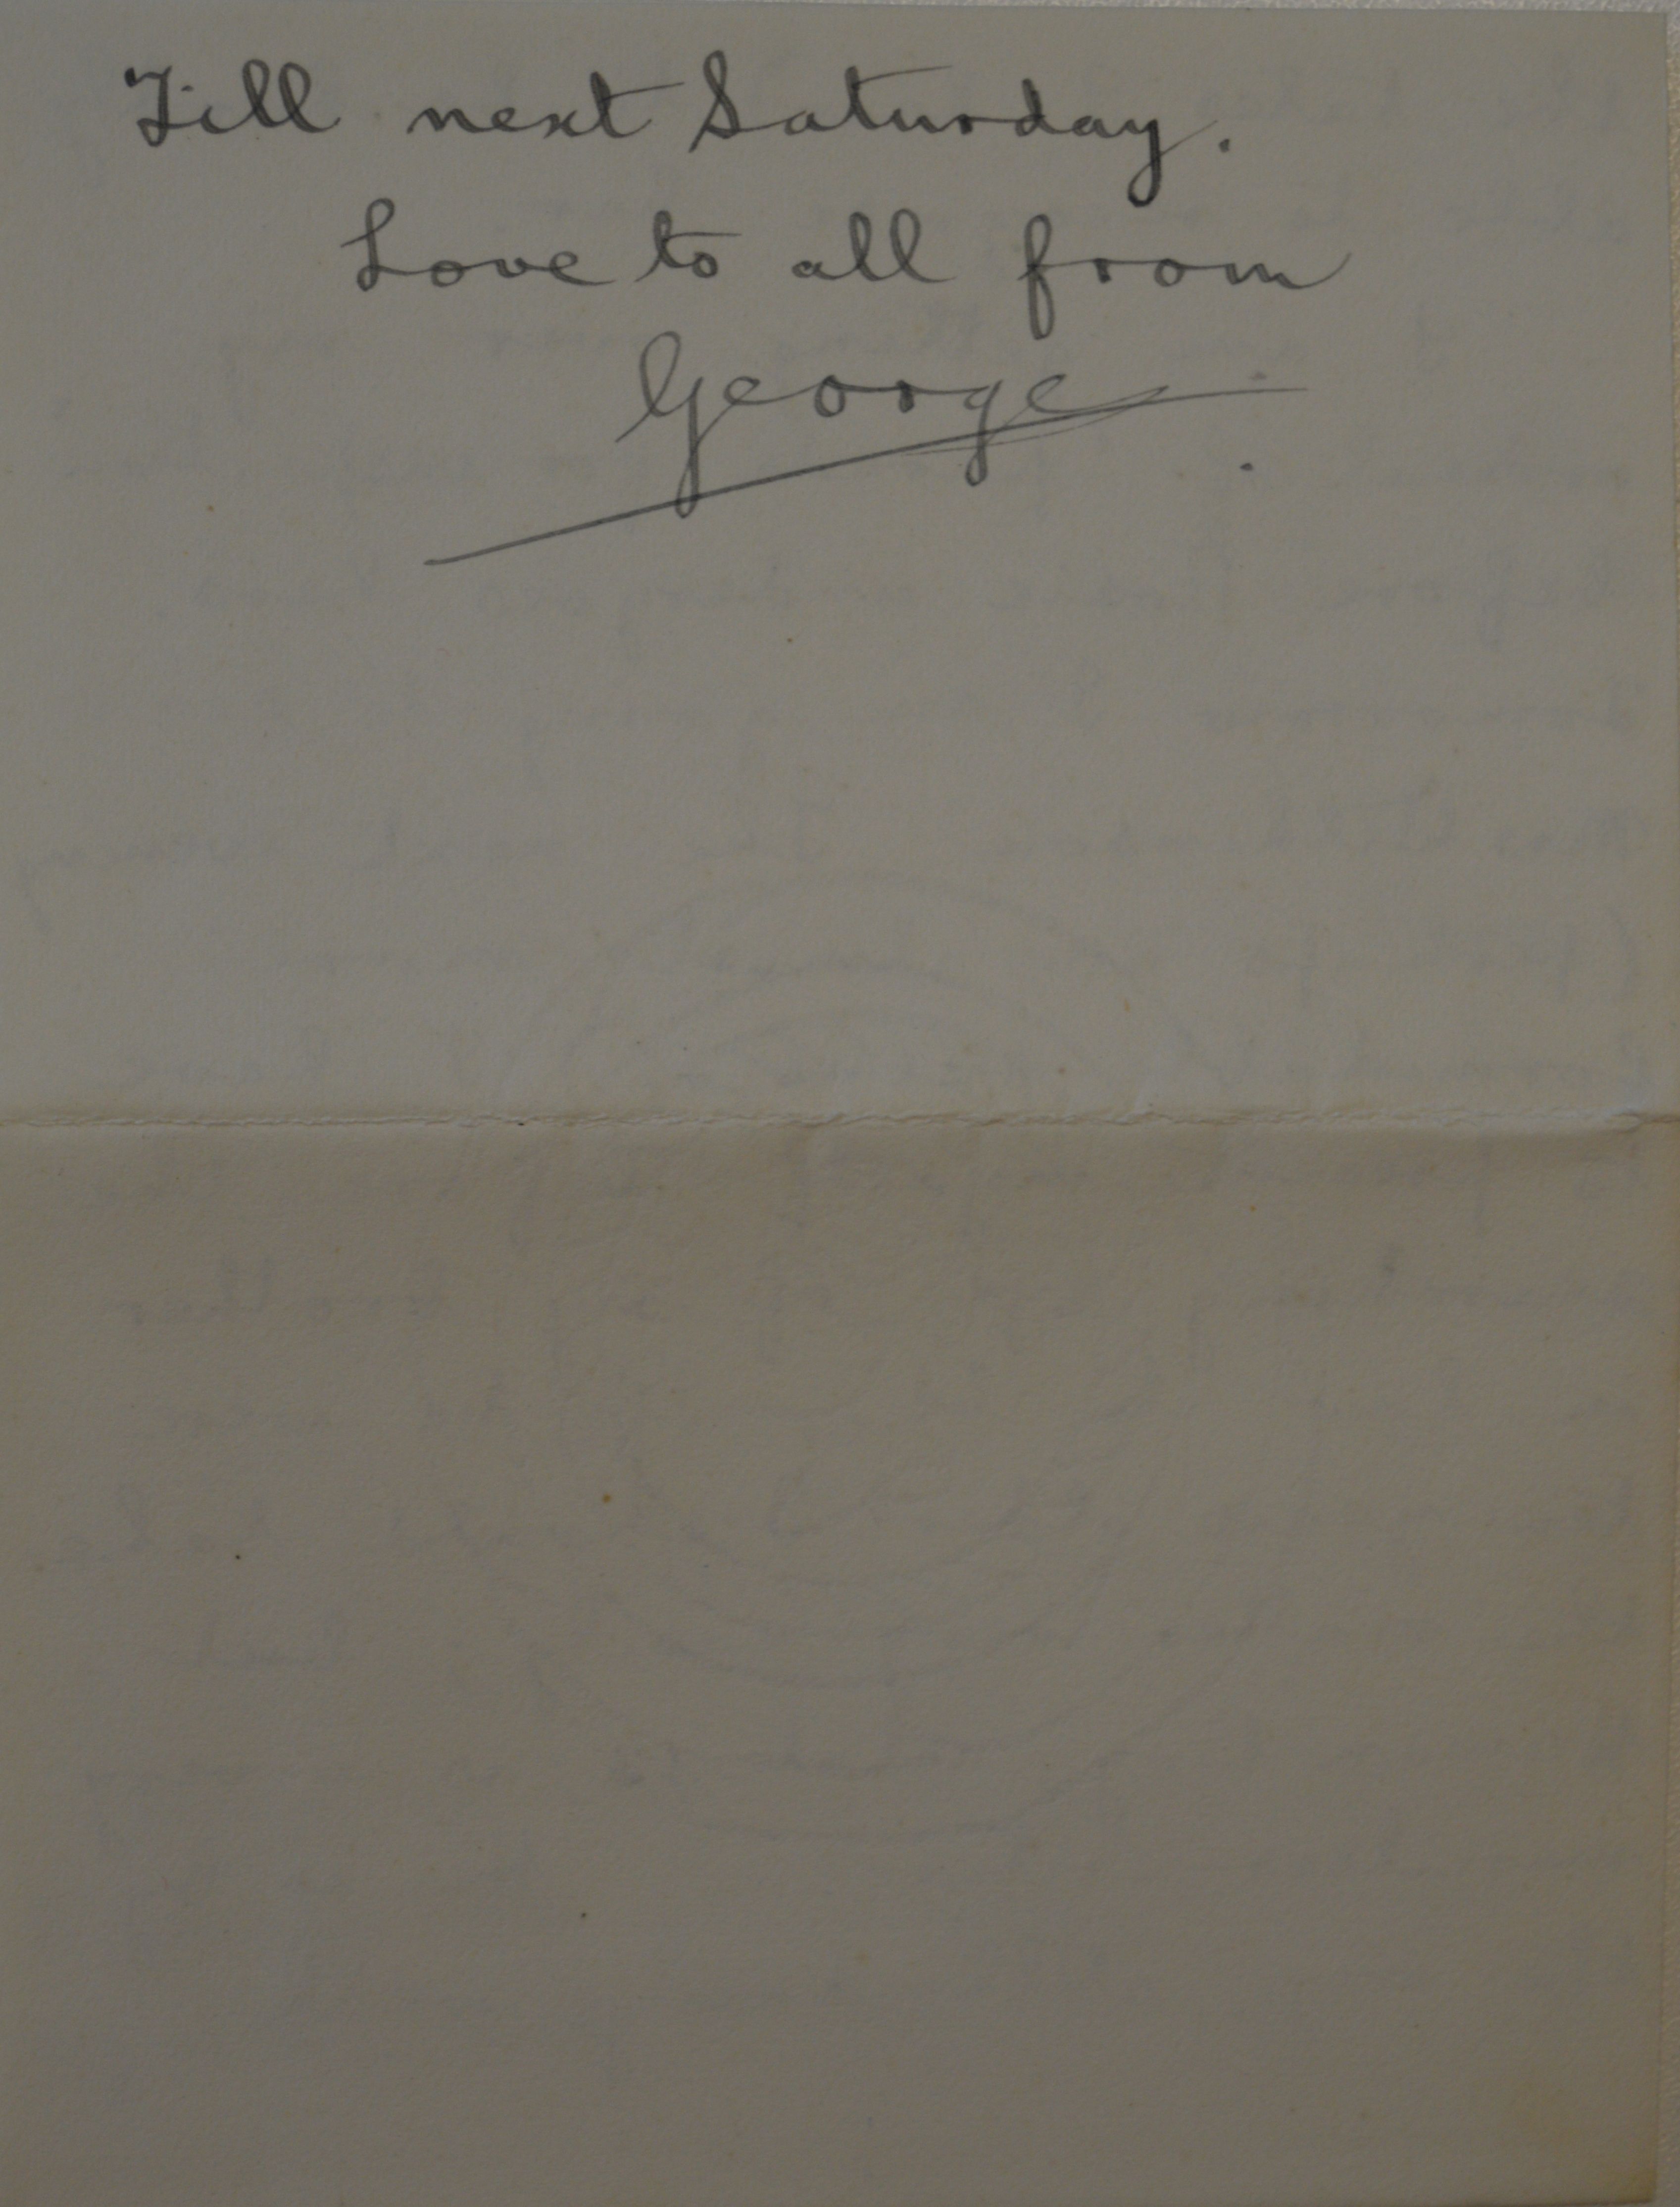 Till next Saturday.
Love to all from
George.